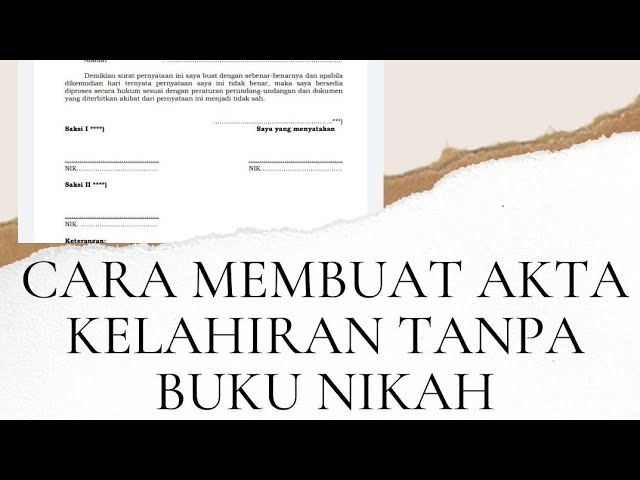 Alamat : ............................................................
Demikian surat pernyataan ini saya buat dengan sebenar-benarnya dan apabila
dikemudian hari ternyata pernyataan saya ini tidak benar, maka saya bersedia
diproses secara hukum sesuai dengan peraturan perundang-undangan dan dokumen
yang diterbitkan akibat dari pernyataan ini menjadi tidak sah.
....................,..............................***)
Saksi I ****) Saya yang menyatakan
NIK.................................... NIK....................................
Saksi II ****)
NIK. ..................................
Keterangan:
CARA MEMBUAT AKTA
KELAHIRAN TANPA
BUKU NIKAH